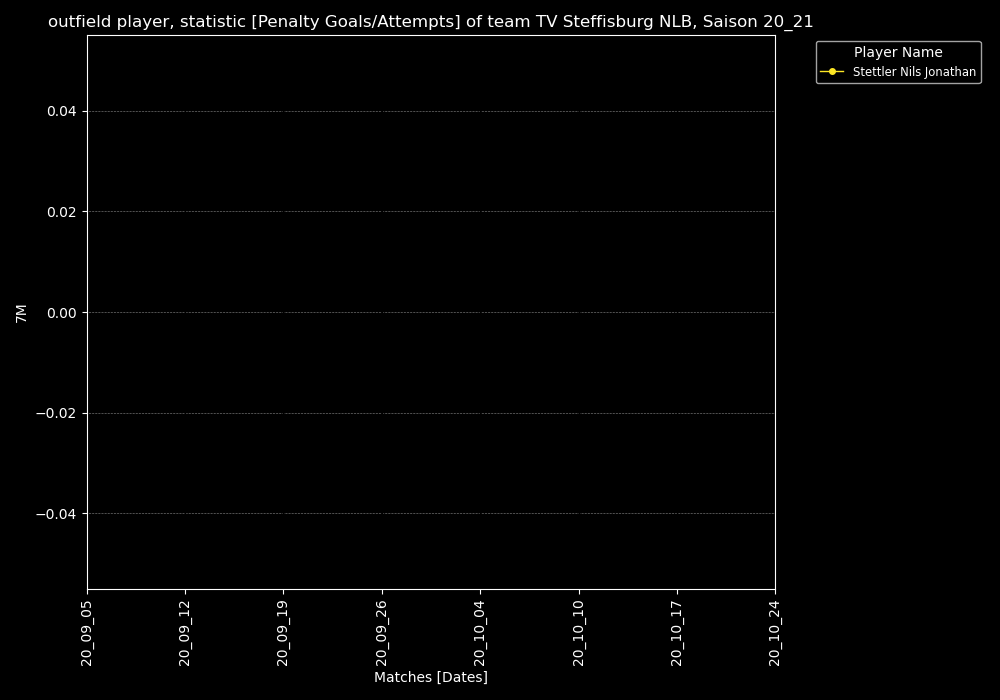 outfield player, statistic [Penalty Goals/Attempts] of team TV Steffisburg NLB, Saison 20_21
Player Name
Stettler Nils Jonathan
0.04
0.02
0.00
−0.02
−0.04
7M
20_09_05
20_09_12
20_09_19
20_09_26
20_10_04
20_10_10
20_10_17
20_10_24
Matches [Dates]